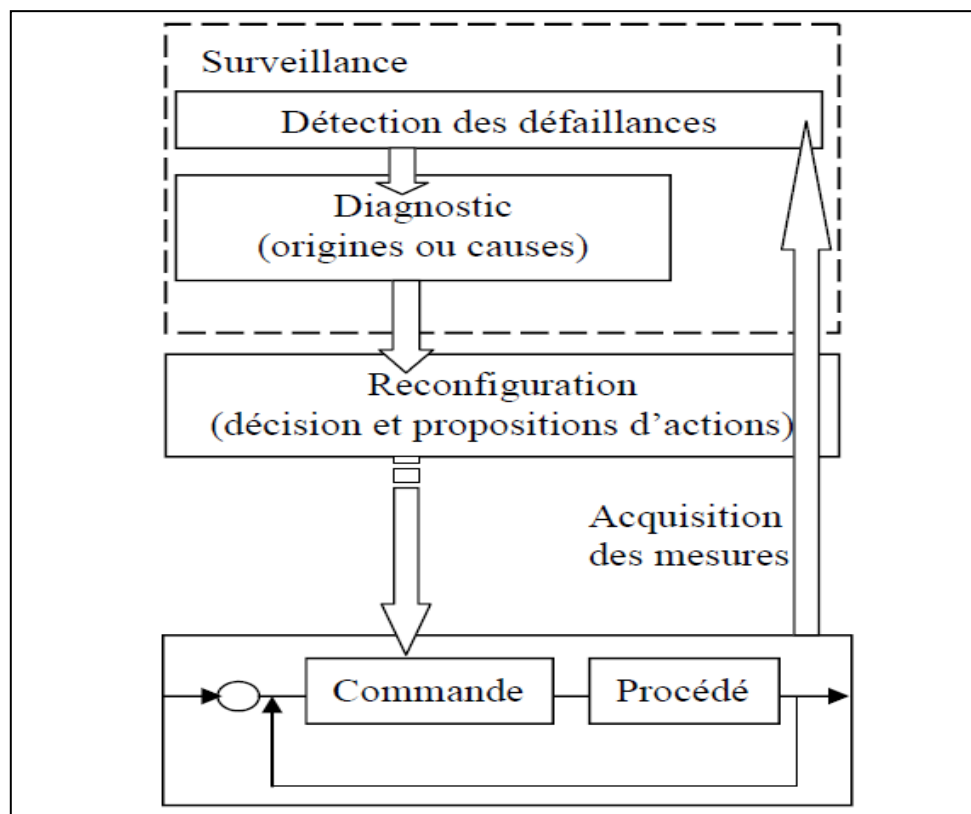 Surveillance
Détection des défaillances
Diagnostic
(origines ou causes)
Reconfiguration
(décision et propositions d’actions)
Acquisition
des mesures
Commande
Procédé